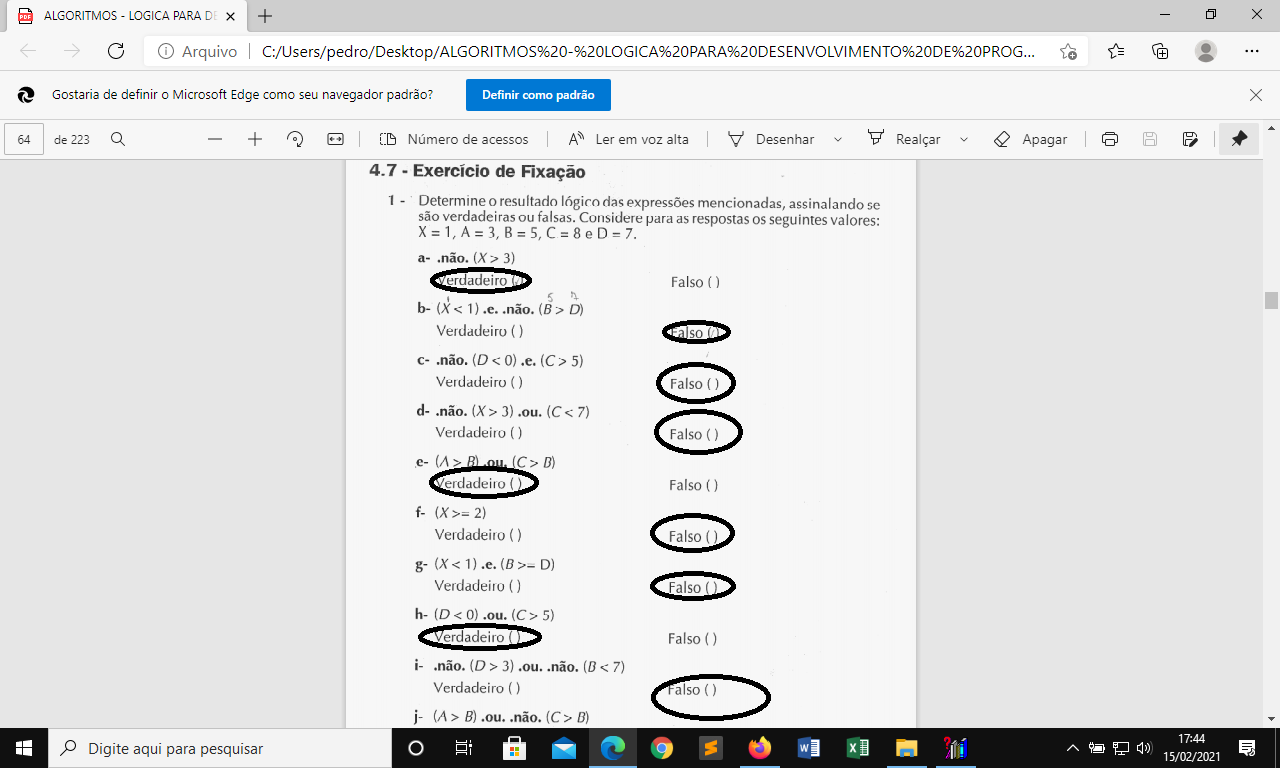 ALGORITMOS - LOGICA PARA DE
Arquivo C:/Users/pedro/Desktop/ALGORITMOS%20-%20LOGICA%20PARA%20DESENVOLVIMENTO%20DE%20PROG...
Gostaria de definir o Microsoft Edge como seu navegador padrão? Definir como padrão
64 de 223 Número de acessos Ler em voz alta Desenhar Realçar Apagar
4.7 - Exercício de Fixação
1 - Determine o resultado lógico das expressões mencionadas, assinalando se
são verdadeiras ou falsas. Considere para as respostas os seguintes valores:
X = 1, A = 3, B = 5, C = 8 e D = 7.
a- .não. (X > 3)
Verdadeiro ( ) Falso ( )
b- (X < 1) .e. .não. (B > D)
Verdadeiro ( ) Falso ( )
c- .não. (D < 0) .e. (C > 5)
Verdadeiro ( ) Falso ( )
d- .não. (X > 3) .ou. (C < 7)
Verdadeiro ( ) Falso ( )
e- (A > B) .ou. (C > B)
Verdadeiro ( ) Falso ( )
f- (X >= 2)
Verdadeiro ( ) Falso ( )
g- (X < 1) .e. (B >= D)
Verdadeiro ( ) Falso ( )
h- (D < 0) .ou. (C > 5)
Verdadeiro ( ) Falso ( )
i- .não. (D > 3) .ou. .não. (B < 7)
Verdadeiro ( ) Falso ( )
j- (A > B) .ou. .não. (C > B)
Digite aqui para pesquisar
17:44
15/02/2021